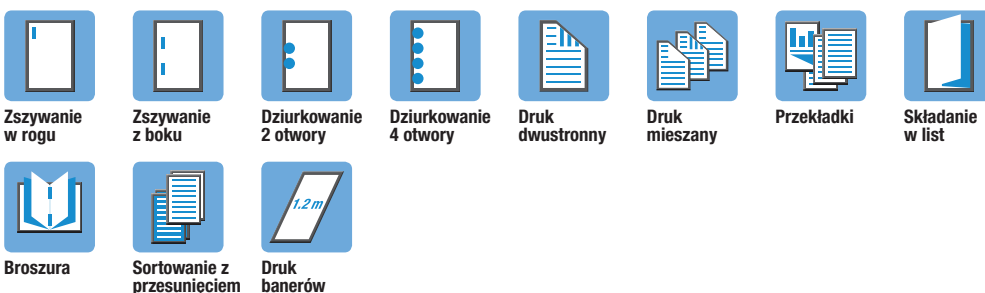 Zszywanie
w rogu
Zszywanie
z boku
Dziurkowanie
2 otwory
Dziurkowanie
4 otwory
Druk
dwustronny
Druk
mieszany
Przekładki
Składanie
w list
1.2 m
Broszura
Sortowanie z
przesunięciem
Druk
banerów